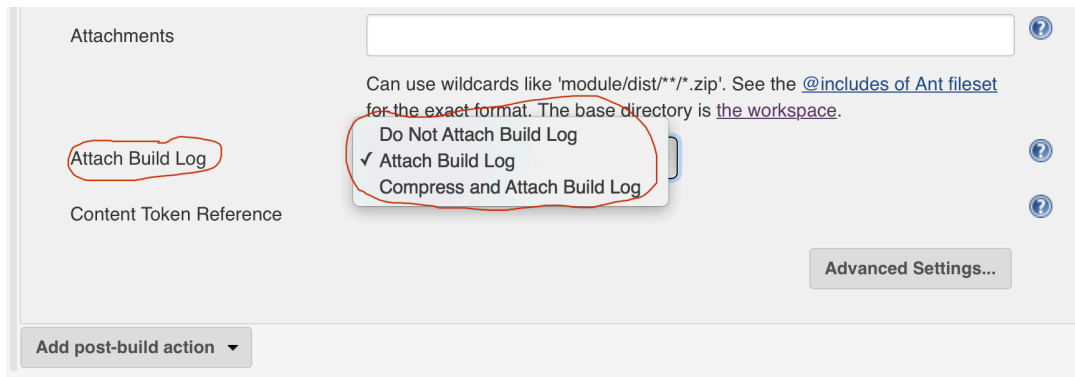 Attachments
Can use wildcards like 'module/dist/**/*.zip'. See the @includes of Ant fileset
for the exact format. The base directory is the workspace.
Do Not Attach Build Log
Attach Build Log
✓ Attach Build Log
Compress and Attach Build Log
Content Token Reference
Advanced Settings...
Add post-build action